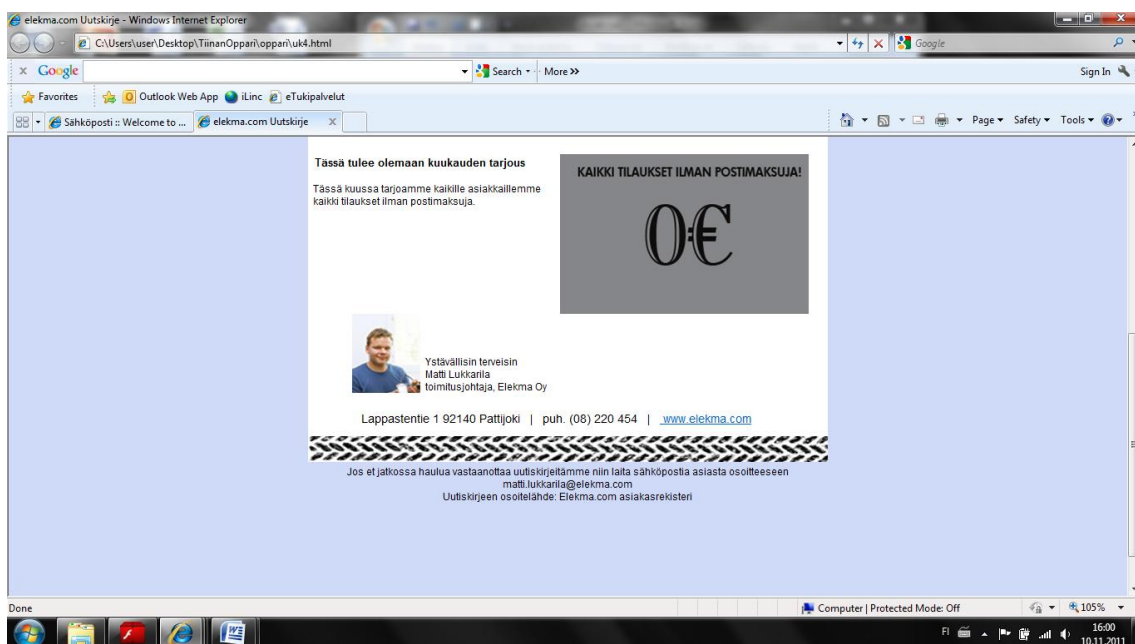 elekma.com Uutskirje - Windows Internet Explorer
C:\Users\user\Desktop\TiinanOppari\oppari\uk4.html
Google
x Google
Search
More >>
Sign In
Favorites
Outlook Web App
iLinc
eTukipalvelut
Sähköposti :: Welcome to ...
elekma.com Uutskirje
x
Page
Safety
Tools
Tässä tulee olemaan kuukauden tarjous
Tässä kuussa tarjoamme kaikille asiakkaillemme
kaikki tilaukset ilman postimaksuja.
KAIKKI TILAUKSET ILMAN POSTIMAKSUJA!
0€
Ystävällisin terveisin
Matti Lukkarila
toimitusjohtaja, Elekma Oy
Lappastentie 1 92140 Pattijoki | puh. (08) 220 454 | www.elekma.com
Jos et jatkossa haulua vastaanottaa uutiskirjeitämme niin laita sähköpostia asiasta osoitteeseen
matti.lukkarila@elekma.com
Uutiskirjeen osoitelähde: Elekma.com asiakasrekisteri
Done
Computer | Protected Mode: Off
105%
FI
16:00
10.11.2011